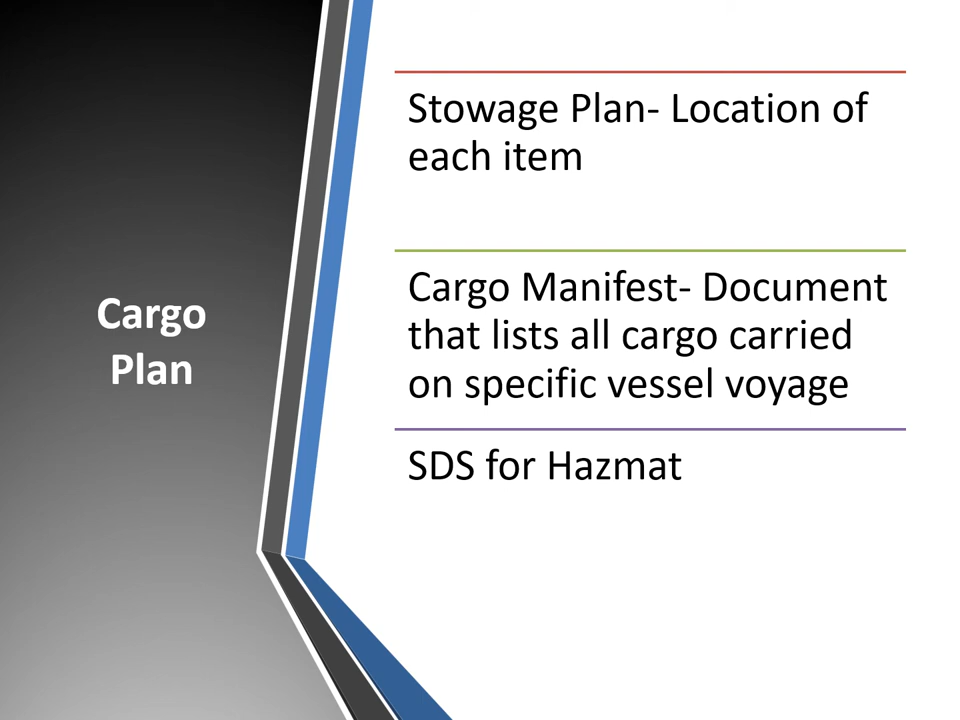 Cargo
Plan
Stowage Plan- Location of
each item
Cargo Manifest- Document
that lists all cargo carried
on specific vessel voyage
SDS for Hazmat